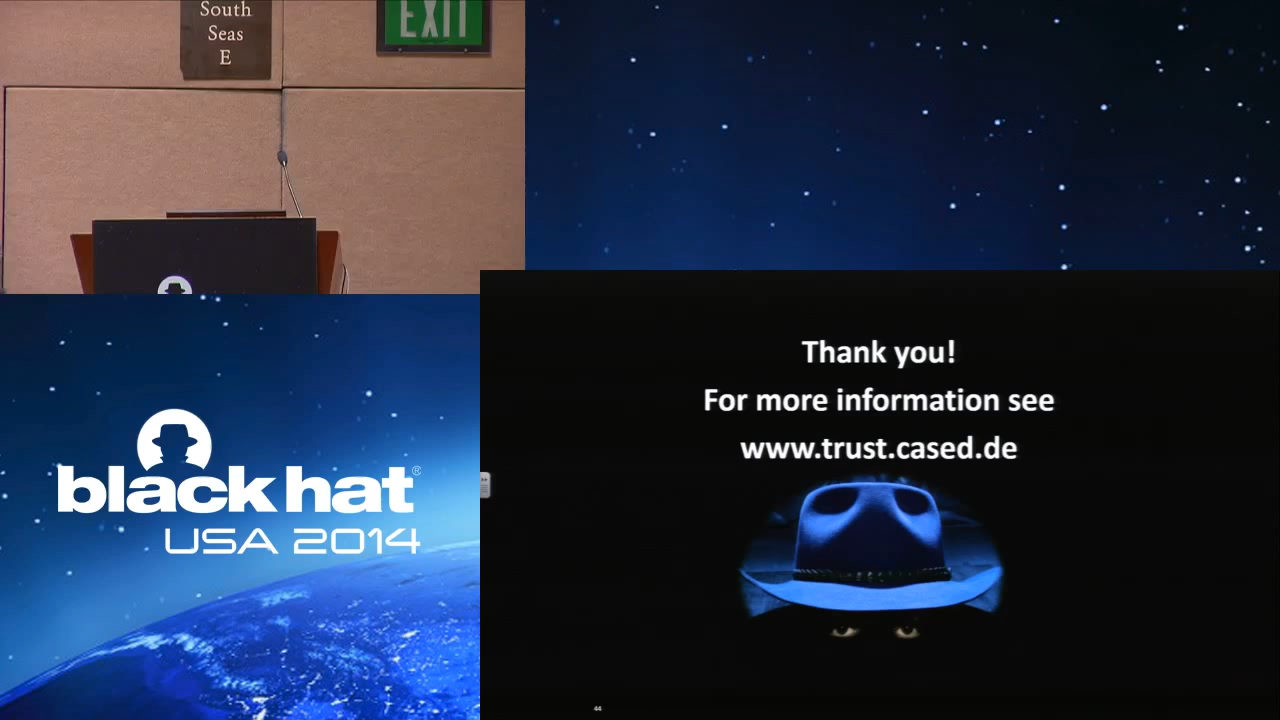 South
Seas
E
EXIT
black hat®
USA 2014
Thank you!
For more information see
www.trust.cased.de
44